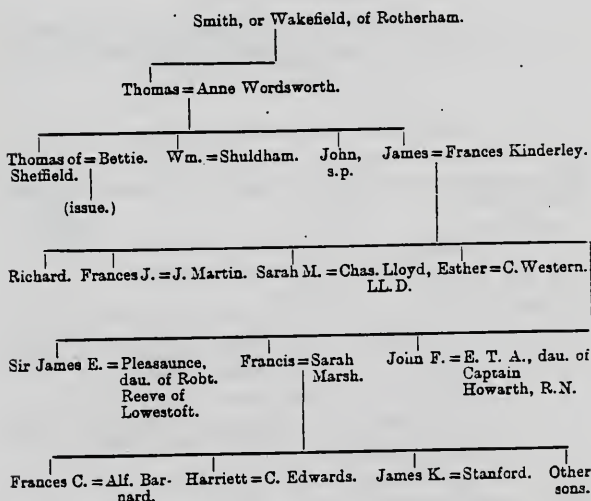 Smith, or Wakefield, of Rotherham.
Thomas = Anne Wordsworth.
Thomas of = Bettie. Wm. = Shuldham. John, James = Frances Kinderley.
Sheffield. s.p.
(issue.)
Richard. Frances J. = J. Martin. Sarah M. = Chas. Lloyd, Esther = C. Western.
LL. D.
Sir James E. = Pleasaunce, Francis = Sarah John F. = E. T. A., dau. of
dau. of Robt. Marsh. Captain
Reeve of Howarth, R.N.
Lowestoft.
Frances C. = Alf. Bar- Harriett = C. Edwards. James K. = Stanford. Other
nard. sons.